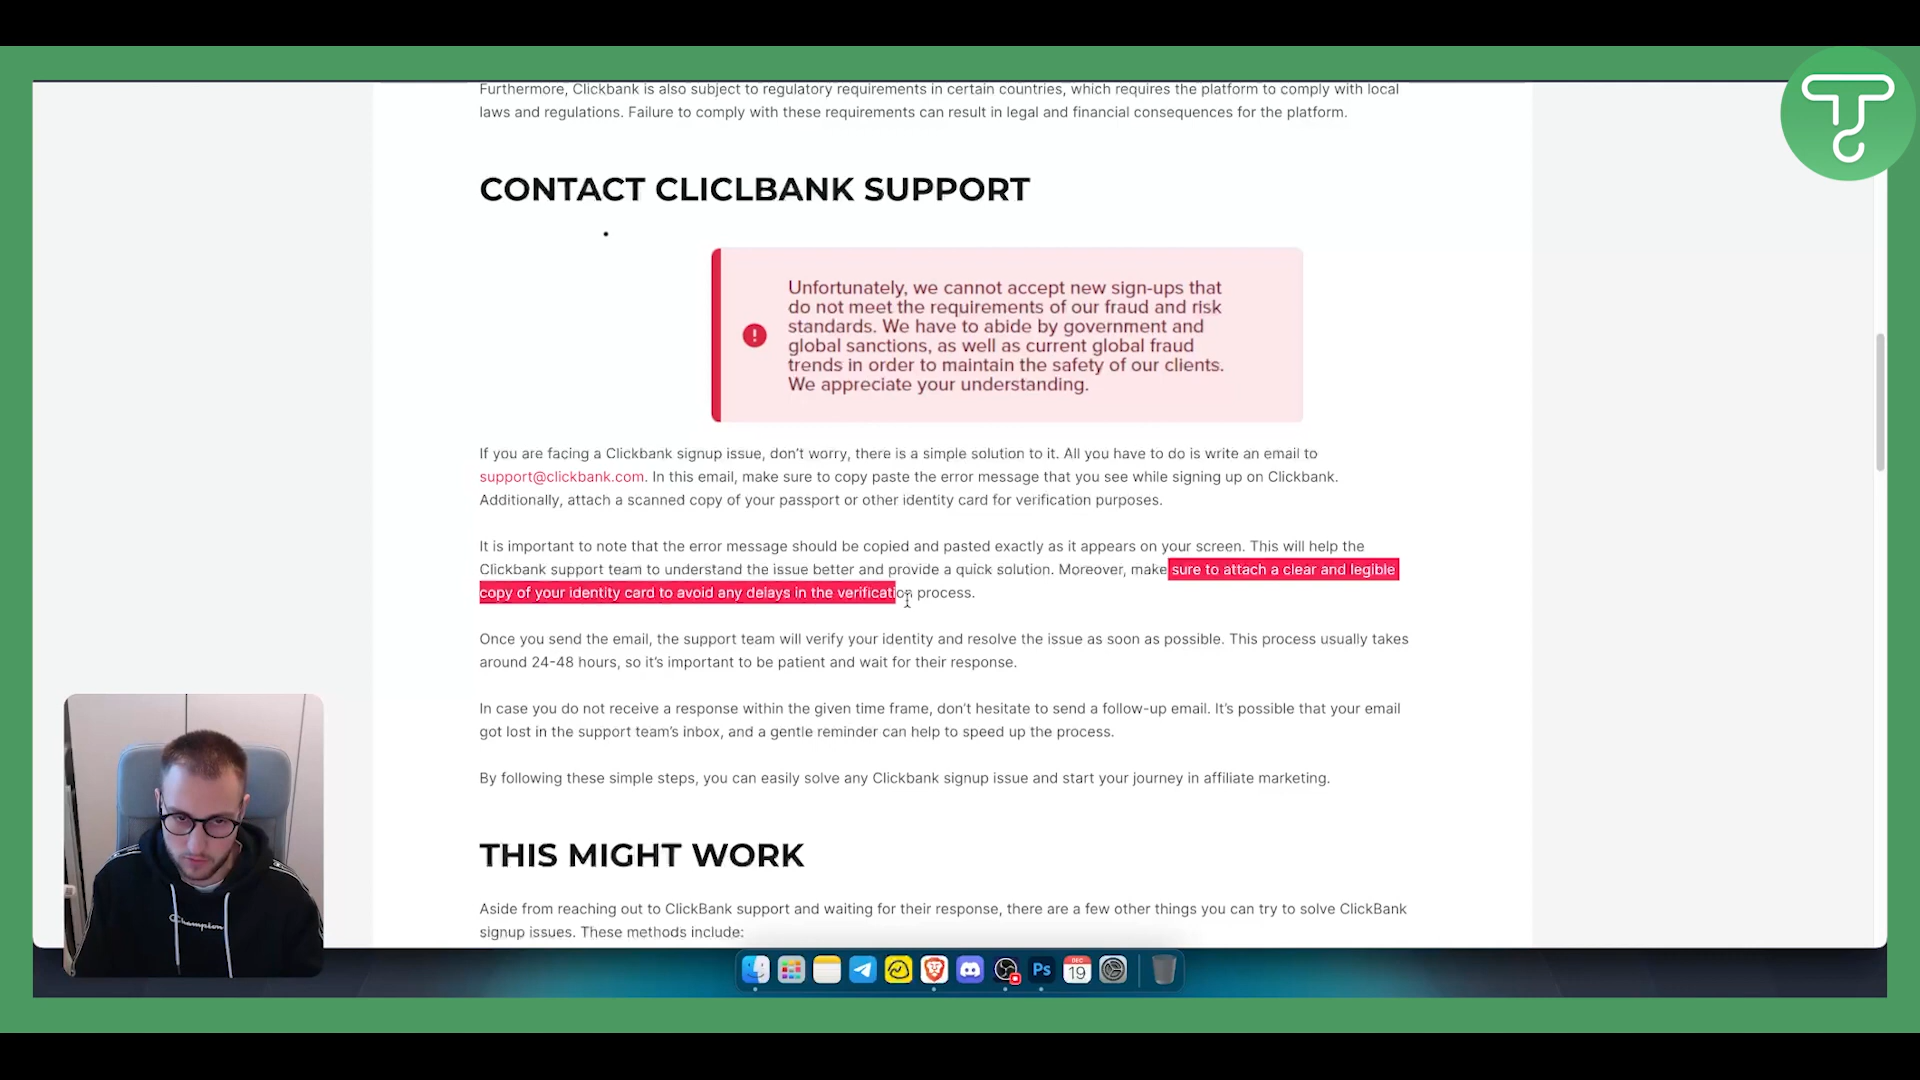 Furthermore, Clickbank is also subject to regulatory requirements in certain countries, which requires the platform to comply with local
laws and regulations. Failure to comply with these requirements can result in legal and financial consequences for the platform.
CONTACT CLICLBANK SUPPORT
Unfortunately, we cannot accept new sign-ups that
do not meet the requirements of our fraud and risk
standards. We have to abide by government and
global sanctions, as well as current global fraud
trends in order to maintain the safety of our clients.
We appreciate your understanding.
If you are facing a Clickbank signup issue, don't worry, there is a simple solution to it. All you have to do is write an email to
support@clickbank.com. In this email, make sure to copy paste the error message that you see while signing up on Clickbank.
Additionally, attach a scanned copy of your passport or other identity card for verification purposes.
It is important to note that the error message should be copied and pasted exactly as it appears on your screen. This will help the
Clickbank support team to understand the issue better and provide a quick solution. Moreover, make sure to attach a clear and legible
copy of your identity card to avoid any delays in the verification process.
Once you send the email, the support team will verify your identity and resolve the issue as soon as possible. This process usually takes
around 24-48 hours, so it's important to be patient and wait for their response.
In case you do not receive a response within the given time frame, don't hesitate to send a follow-up email. It's possible that your email
got lost in the support team's inbox, and a gentle reminder can help to speed up the process.
By following these simple steps, you can easily solve any Clickbank signup issue and start your journey in affiliate marketing.
THIS MIGHT WORK
Aside from reaching out to ClickBank support and waiting for their response, there are a few other things you can try to solve ClickBank
signup issues. These methods include:
Champion
Ps
DEC
19